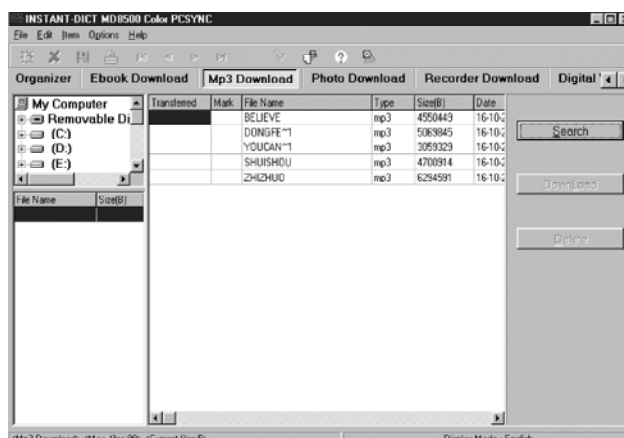 INSTANT-DICT MD8500 Color PCSYNC
File Edit Item Options Help
Organizer Ebook Download Mp3 Download Photo Download Recorder Download Digital
My Computer
Removable Di
(C:)
(D:)
(E:)
File Name Size(B)
Transferred Mark File Name Type Size(B) Date
BELIEVE mp3 4550449 16-10-2
DONGFE~1 mp3 5069845 16-10-2
YOUCAN~1 mp3 3059329 16-10-2
SHUISHOU mp3 4700914 16-10-2
ZHIZHUO mp3 6294591 16-10-2
Search
DownLoad
Delete